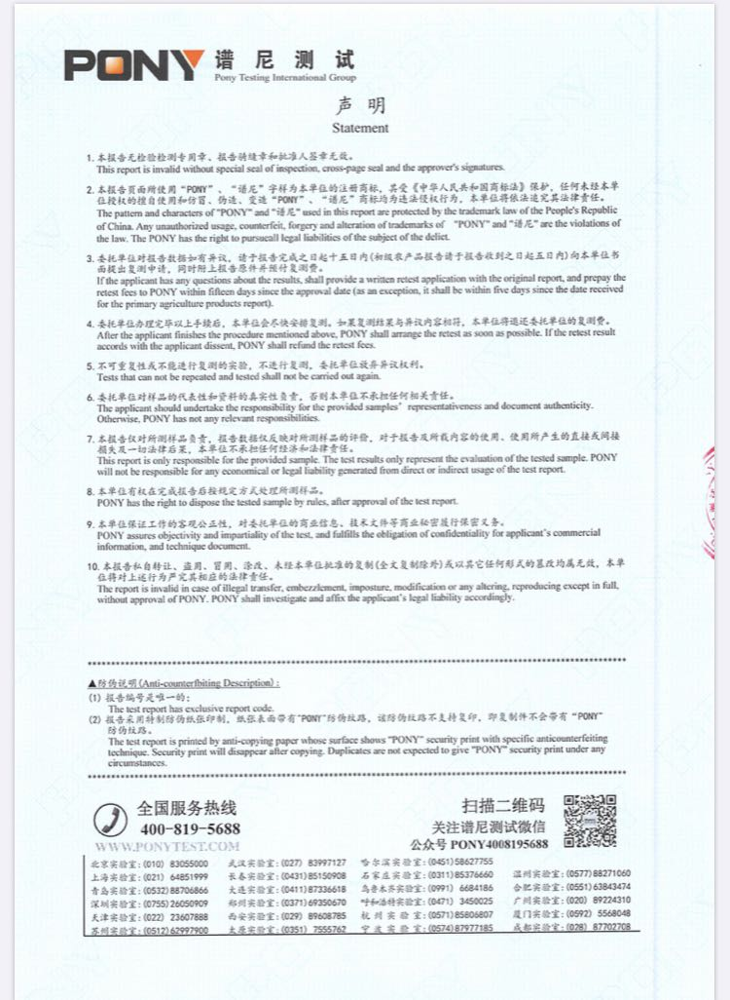 PONY 谱尼测试
Pony Testing International Group
声 明
Statement
1. 本报告无检验检测专用章、报告骑缝章和批准人签章无效。
This report is invalid without special seal of inspection, cross-page seal and the approver's signatures.
2. 本报告页面所使用“PONY”、“谱尼”字样为本单位的注册商标，其受《中华人民共和国商标法》保护，任何未经本单
位授权的擅自使用和仿冒、伪造、变造“PONY”、“谱尼”商标均为违法侵权行为，本单位将依法追究其法律责任。
The pattern and characters of "PONY" and "谱尼" used in this report are protected by the trademark law of the People's Republic
of China. Any unauthorized usage, counterfeit, forgery and alteration of trademarks of "PONY" and "谱尼" are the violations of
the law. The PONY has the right to pursueall legal liabilities of the subject of the delict.
3. 委托单位对报告数据如有异议，请于报告完成之日起十五日内(初级农产品报告请于报告收到之日起五日内)向本单位书
面提出复测申请，同时附上报告原件并预付复测费。
If the applicant has any questions about the results, shall provide a written retest application with the original report, and prepay the
retest fees to PONY within fifteen days since the approval date (as an exception, it shall be within five days since the date received
for the primary agriculture products report).
4. 委托单位办理完毕以上手续后，本单位会尽快安排复测。如果复测结果与异议内容相符，本单位将退还委托单位的复测费。
After the applicant finishes the procedure mentioned above, PONY shall arrange the retest as soon as possible. If the retest result
accords with the applicant dissent, PONY shall refund the retest fees.
5. 不可重复性或不能进行复测的实验，不进行复测，委托单位放弃异议权利。
Tests that can not be repeated and tested shall not be carried out again.
6. 委托单位对样品的代表性和资料的真实性负责，否则本单位不承担任何相关责任。
The applicant should undertake the responsibility for the provided samples' representativeness and document authenticity.
Otherwise, PONY has not any relevant responsibilities.
7. 本报告仅对所测样品负责，报告数据仅反映对所测样品的评价，对于报告及所载内容的使用、使用所产生的直接或间接
损失及一切法律后果，本单位不承担任何经济和法律责任。
This report is only responsible for the provided sample. The test results only represent the evaluation of the tested sample. PONY
will not be responsible for any economical or legal liability generated from direct or indirect usage of the test report.
8. 本单位有权在完成报告后按规定方式处理所测样品。
PONY has the right to dispose the tested sample by rules, after approval of the test report.
9. 本单位保证工作的客观公正性，对委托单位的商业信息、技术文件等商业秘密履行保密义务。
PONY assures objectivity and impartiality of the test, and fulfills the obligation of confidentiality for applicant's commercial
information, and technique document.
10. 本报告私自转让、盗用、冒用、涂改、未经本单位批准的复制(全文复制除外)或以其它任何形式的篡改均属无效，本单
位将对上述行为严究其相应的法律责任。
The report is invalid in case of illegal transfer, embezzlement, imposture, modification or any altering, reproducing except in full,
without approval of PONY. PONY shall investigate and affix the applicant's legal liability accordingly.
▲防伪说明(Anti-counterfbiting Description):
(1) 报告编号是唯一的；
The test report has exclusive report code.
(2) 报告采用特制防伪纸张印制，纸张表面带有"PONY"防伪纹路，该防伪纹路不支持复印，即复制件不会带有“PONY”
防伪纹路。
The test report is printed by anti-copying paper whose surface shows "PONY" security print with specific anticounterfeiting
technique. Security print will disappear after copying. Duplicates are not expected to give "PONY" security print under any
circumstances.
全国服务热线
400-819-5688
WWW.PONYTEST.COM
扫描二维码
关注谱尼测试微信
公众号 PONY4008195688
北京实验室:(010) 83055000 武汉实验室:(027) 83997127 哈尔滨实验室:(0451)58627755
上海实验室:(021) 64851999 长春实验室:(0431)85150908 石家庄实验室:(0311)85376660 温州实验室:(0577)88271060
青岛实验室:(0532)88706866 大连实验室:(0411)87336618 乌鲁木齐实验室:(0991) 6684186 合肥实验室:(0551)63843474
深圳实验室:(0755)26050909 郑州实验室:(0371)69350670 呼和浩特实验室:(0471) 3450025 广州实验室:(020) 89224310
天津实验室:(022) 23607888 西安实验室:(029) 89608785 杭州实验室:(0571)85806807 厦门实验室:(0592) 5568048
苏州实验室:(0512)62997900 太原实验室:(0351) 7555762 宁波实验室:(0574)87977185 成都实验室:(028) 87702708